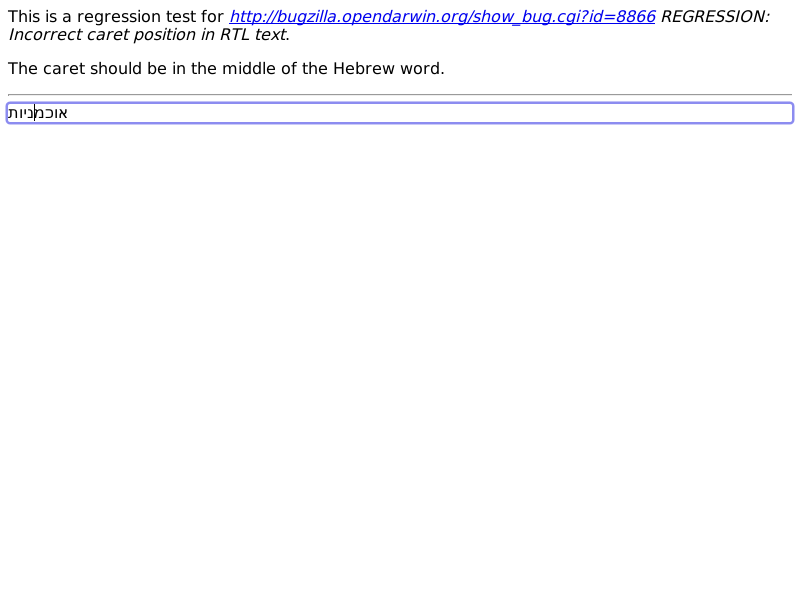 This is a regression test for http://bugzilla.opendarwin.org/show_bug.cgi?id=8866 REGRESSION:
Incorrect caret position in RTL text.
The caret should be in the middle of the Hebrew word.
אוכמניות